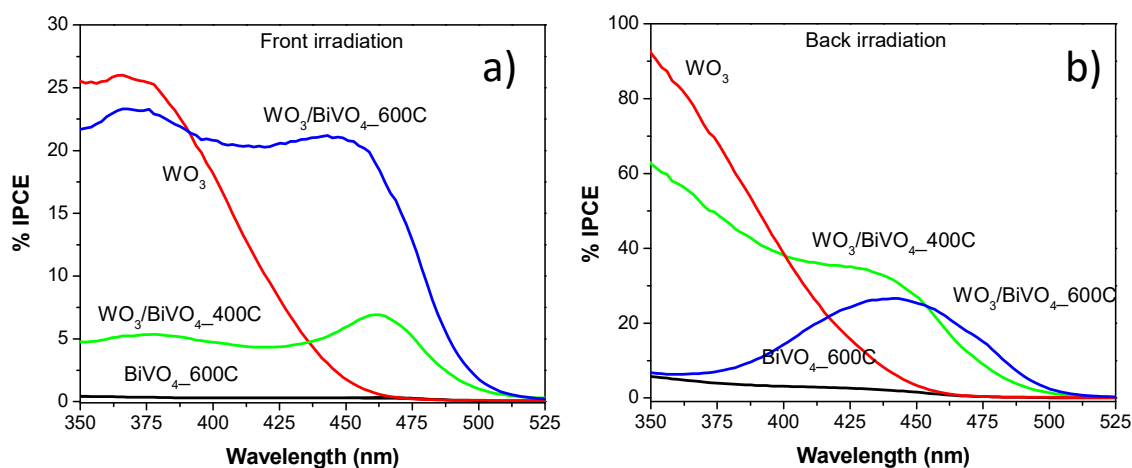 Front irradiation
a)
30
25
20
15
10
5
0
% IPCE
WO₃/BiVO₄_600C
WO₃
WO₃/BiVO₄_400C
BiVO₄_600C
350 375 400 425 450 475 500 525
Wavelength (nm)
Back irradiation
b)
100
80
60
40
20
0
% IPCE
WO₃
WO₃/BiVO₄_400C
WO₃/BiVO₄_600C
BiVO₄_600C
350 375 400 425 450 475 500 525
Wavelength (nm)